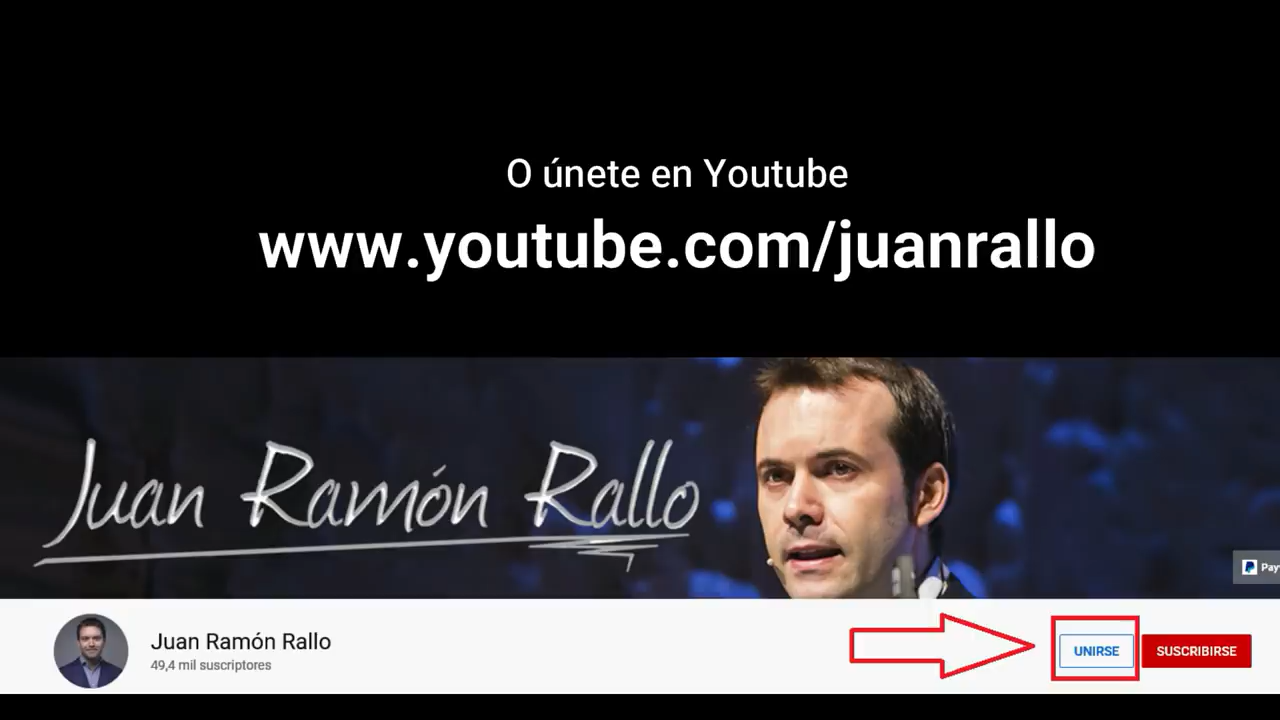 O únete en Youtube
www.youtube.com/juanrallo
Juan Ramón Rallo
Juan Ramón Rallo
49,4 mil suscriptores
UNIRSE
SUSCRIBIRSE